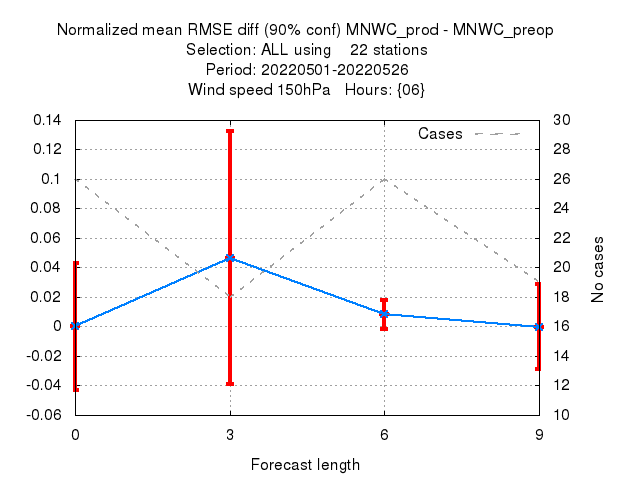 Normalized mean RMSE diff (90% conf) MNWC_prod - MNWC_preop
Selection: ALL using 22 stations
Period: 20220501-20220526
Wind speed 150hPa Hours: {06}
Cases
0.14
0.12
0.1
0.08
0.06
0.04
0.02
0
-0.02
-0.04
-0.06
30
28
26
24
22
20
18
16
14
12
10
No cases
0 3 6 9
Forecast length